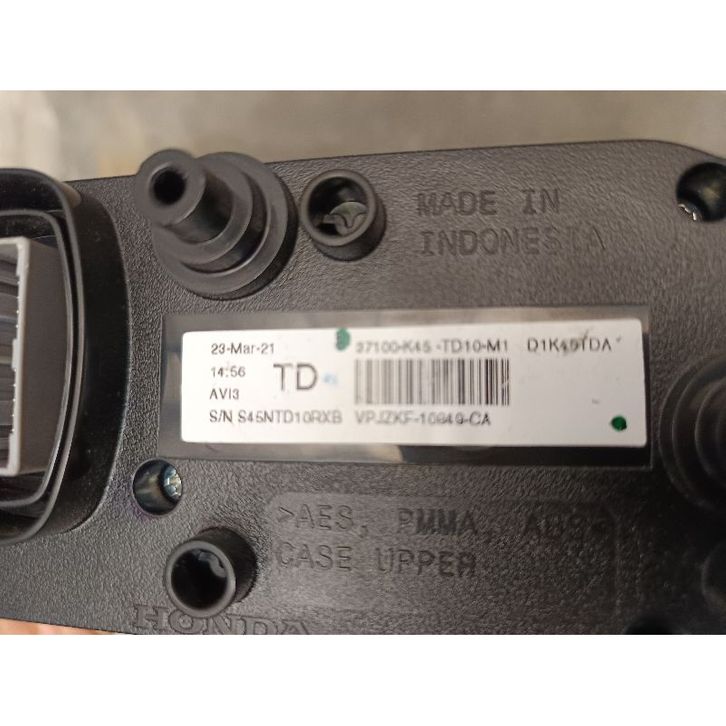 MADE IN
INDONESIA
23-Mar-21
37100-K45 -TD10-M1 D1K45TDA
14:56
TD
AVI3
S/N S45NTD10RXB VPJZKF-10849-CA
>AES, PMMA, ABS<
CASE UPPER
HONDA